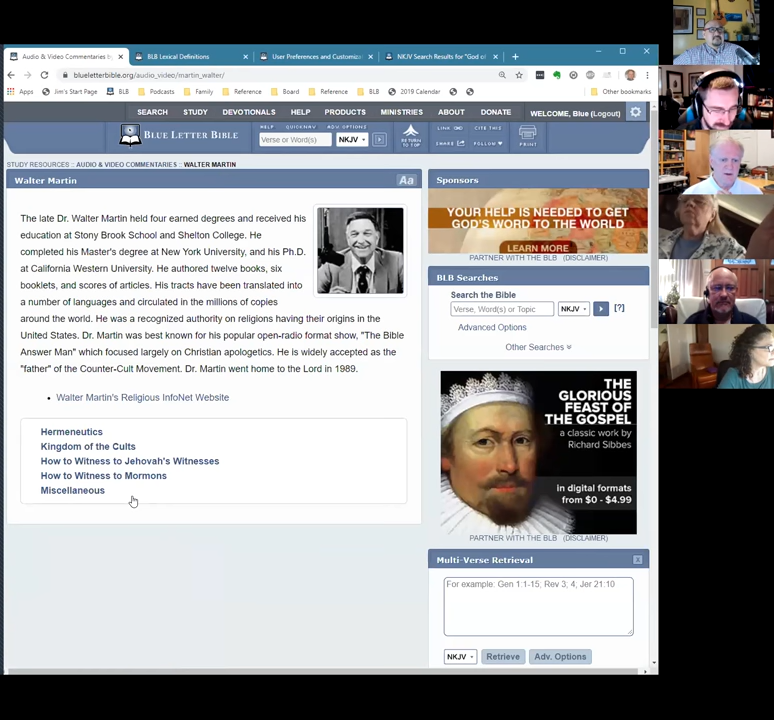 Audio & Video Commentaries b
BLB Lexical Definitions
User Preferences and Customiza
NKJV Search Results for "God of
blueletterbible.org/audio_video/martin_walter/
Apps
Jim's Start Page
BLB
Podcasts
Family
Reference
Board
Reference
BLB
2019 Calendar
Other bookmarks
SEARCH STUDY DEVOTIONALS HELP PRODUCTS MINISTRIES ABOUT DONATE WELCOME, Blue (Logout)
BLUE LETTER BIBLE
HELP QUICKNAV ADV. OPTIONS
Verse or Word(s) NKJV
RETURN TO TOP
LINK CITE THIS
SHARE FOLLOW
PRINT
STUDY RESOURCES :: AUDIO & VIDEO COMMENTARIES :: WALTER MARTIN
Walter Martin
Aa
The late Dr. Walter Martin held four earned degrees and received his
education at Stony Brook School and Shelton College. He
completed his Master's degree at New York University, and his Ph.D.
at California Western University. He authored twelve books, six
booklets, and scores of articles. His tracts have been translated into
a number of languages and circulated in the millions of copies
around the world. He was a recognized authority on religions having their origins in the
United States. Dr. Martin was best known for his popular open-radio format show, "The Bible
Answer Man" which focused largely on Christian apologetics. He is widely accepted as the
"father" of the Counter-Cult Movement. Dr. Martin went home to the Lord in 1989.
Walter Martin's Religious InfoNet Website
Hermeneutics
Kingdom of the Cults
How to Witness to Jehovah's Witnesses
How to Witness to Mormons
Miscellaneous
Sponsors
YOUR HELP IS NEEDED TO GET
GOD'S WORD TO THE WORLD
LEARN MORE
PARTNER WITH THE BLB (DISCLAIMER)
BLB Searches
Search the Bible
Verse, Word(s) or Topic NKJV [?]
Advanced Options
Other Searches
THE
GLORIOUS
FEAST OF
THE GOSPEL
a classic work by
Richard Sibbes
in digital formats
from $0 - $4.99
PARTNER WITH THE BLB (DISCLAIMER)
Multi-Verse Retrieval
x
For example: Gen 1:1-15; Rev 3; 4; Jer 21:10
NKJV Retrieve Adv. Options